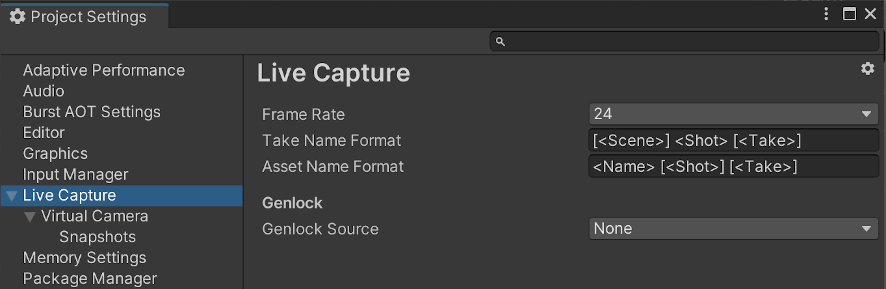 Project Settings
Adaptive Performance
Audio
Burst AOT Settings
Editor
Graphics
Input Manager
Live Capture
Virtual Camera
Snapshots
Memory Settings
Package Manager
Live Capture
Frame Rate 24
Take Name Format [<Scene>] <Shot> [<Take>]
Asset Name Format <Name> [<Shot>] [<Take>]
Genlock
Genlock Source None